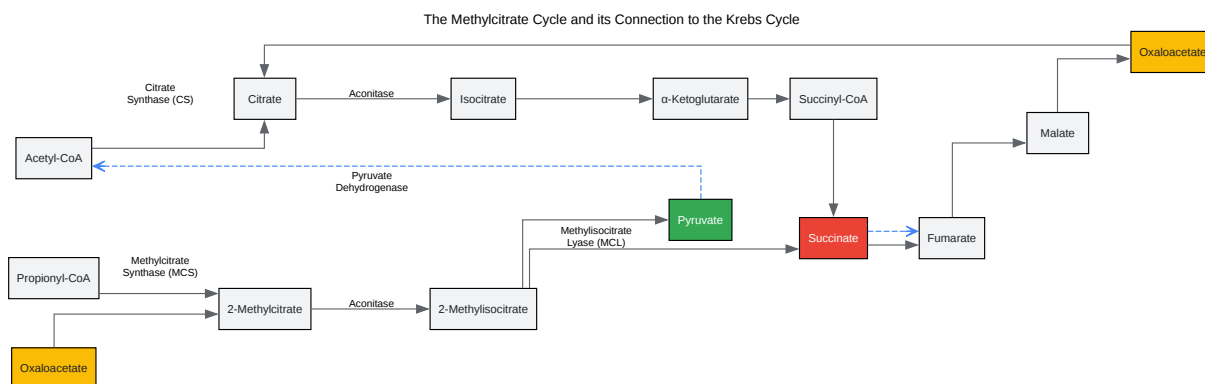 The Methylcitrate Cycle and its Connection to the Krebs Cycle
Oxaloacetate
Citrate
Synthase (CS)
Citrate
Aconitase
Isocitrate
α-Ketoglutarate
Succinyl-CoA
Malate
Acetyl-CoA
Pyruvate
Dehydrogenase
Pyruvate
Methylisocitrate
Lyase (MCL)
Succinate
Fumarate
Propionyl-CoA
Methylcitrate
Synthase (MCS)
2-Methylcitrate
Aconitase
2-Methylisocitrate
Oxaloacetate